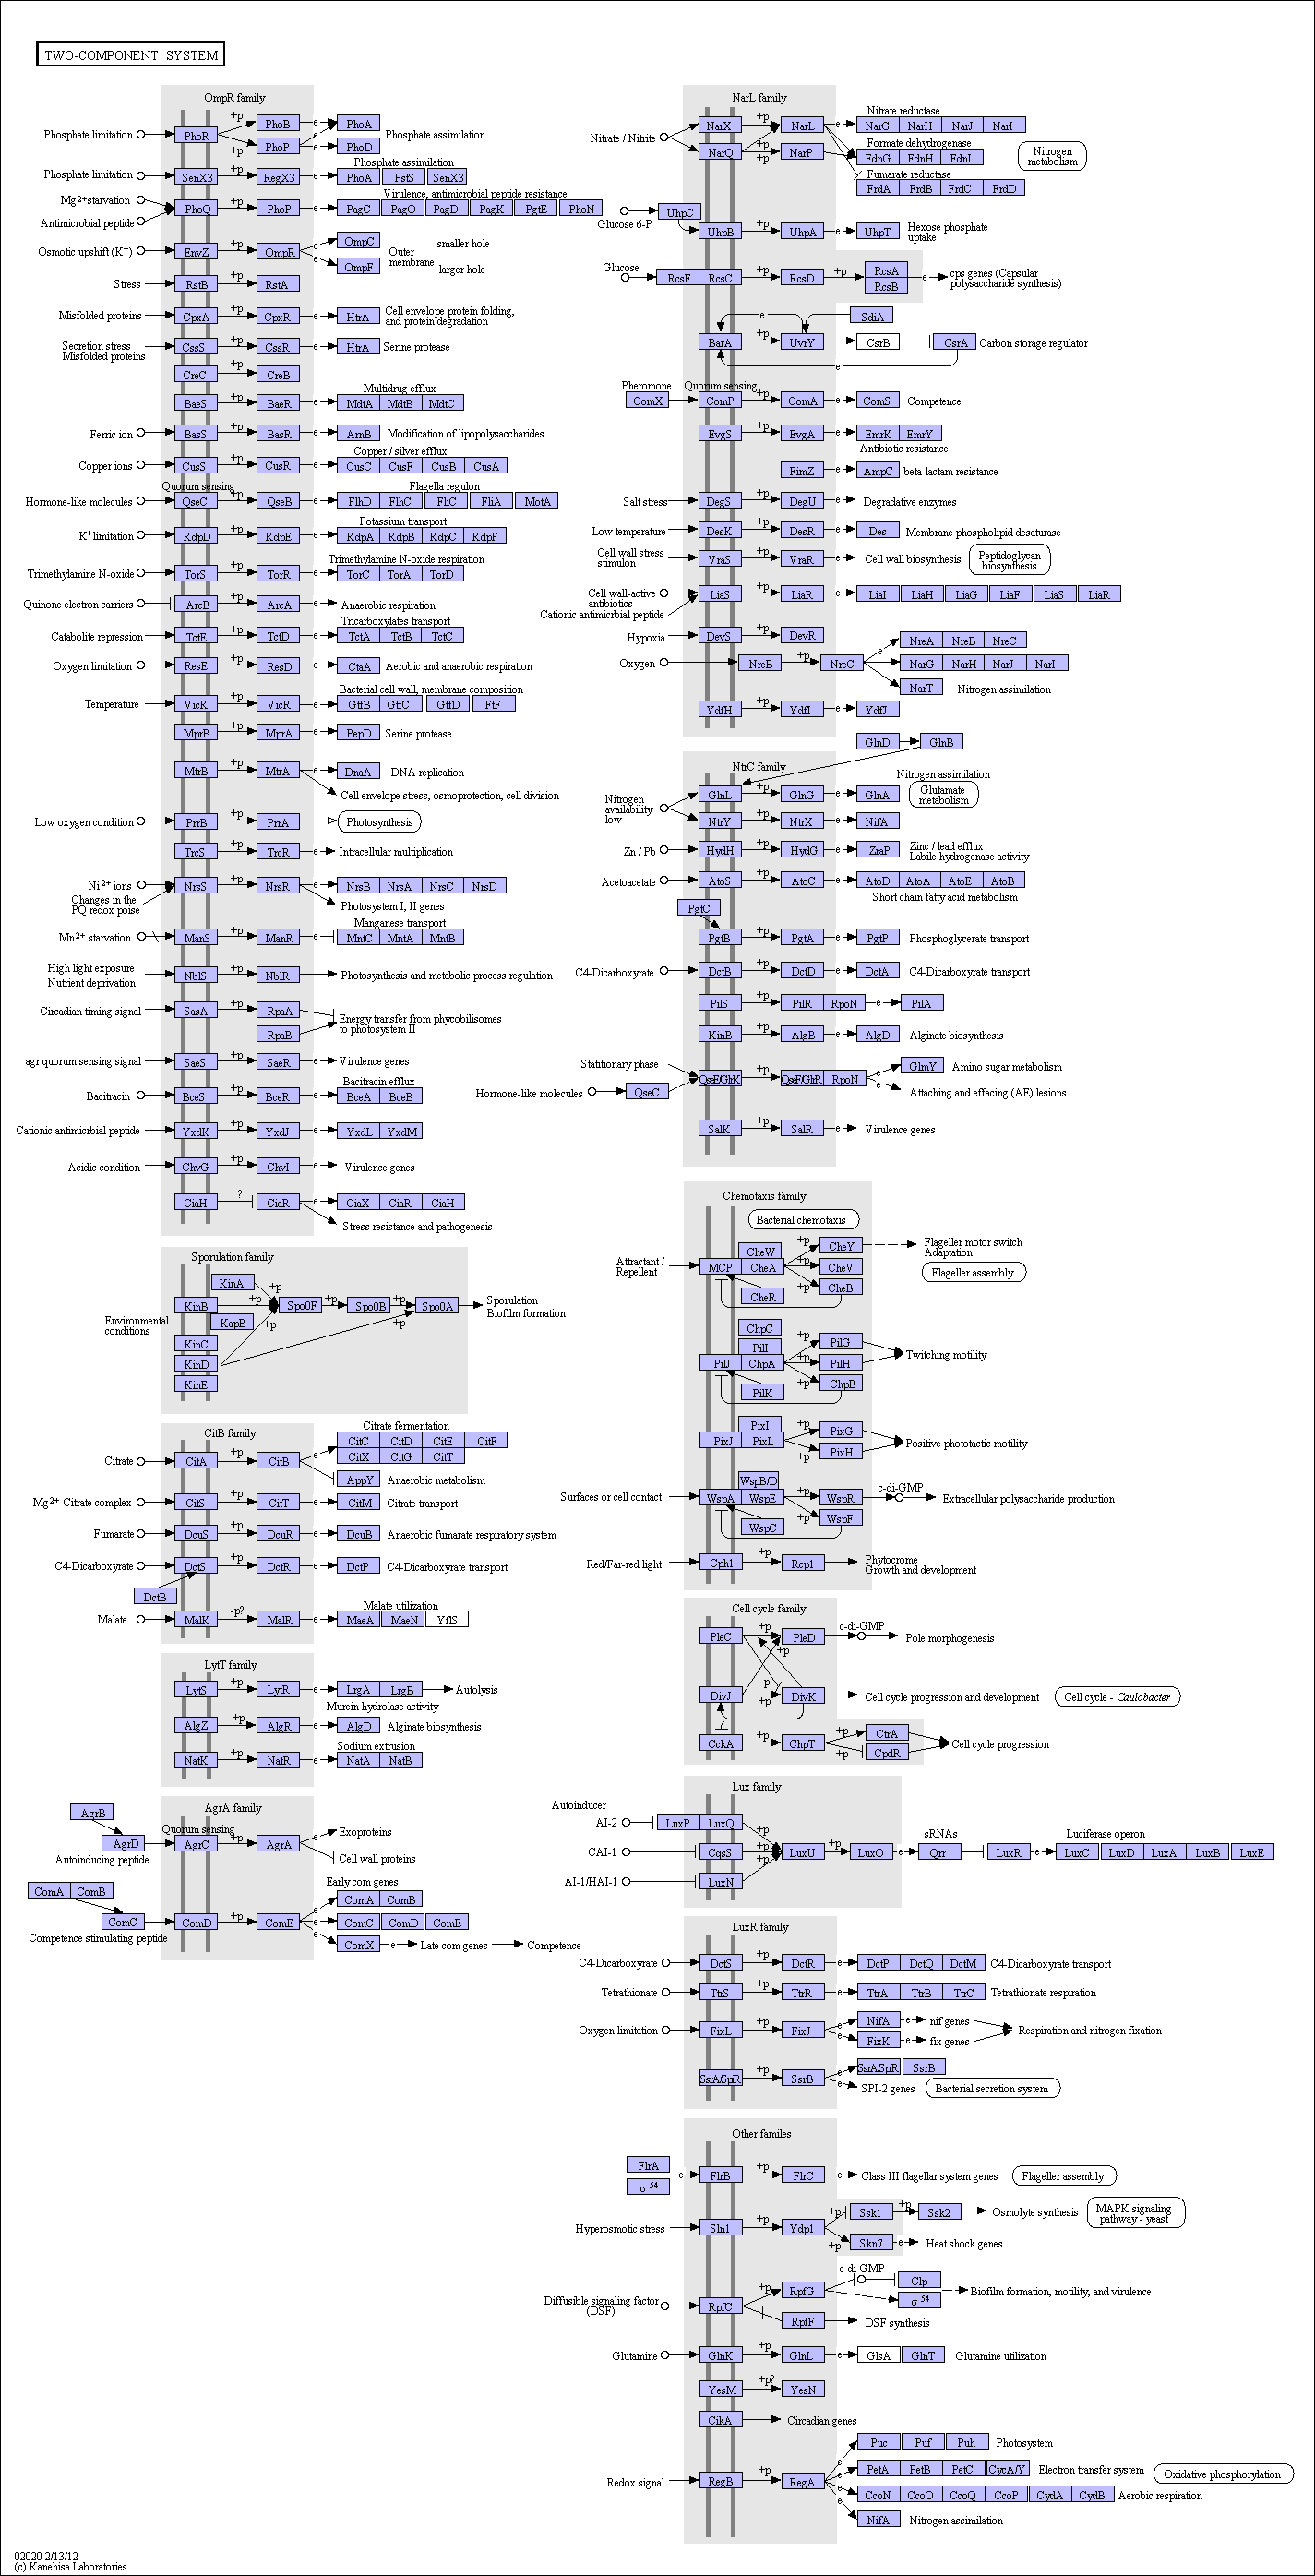 TWO-COMPONENT SYSTEM
OmpR family
Phosphate limitation
PhoR
+p
PhoB
e
PhoA
+p
PhoP
e
PhoD
Phosphate assimilation
Phosphate assimilation
Phosphate limitation
SenX3
+p
RegX3
e
PhoA
PstS
SenX3
Mg2+starvation
Antimicrobial peptide
Virulence, antimicrobial peptide resistance
PhoQ
+p
PhoP
e
PagC
PagO
PagD
PagK
PgtE
PhoN
Osmotic upshift (K+)
EnvZ
+p
OmpR
e
OmpC
smaller hole
e
OmpF
Outer
membrane
larger hole
Stress
RstB
+p
RstA
Misfolded proteins
CpxA
+p
CpxR
e
HtrA
Cell envelope protein folding,
and protein degradation
Secretion stress
Misfolded proteins
CssS
+p
CssR
e
HtrA
Serine protease
CreC
+p
CreB
Multidrug efflux
BaeS
+p
BaeR
e
MdtA
MdtB
MdtC
Ferric ion
BasS
+p
BasR
e
ArnB
Modification of lipopolysaccharides
Copper / silver efflux
Copper ions
CusS
+p
CusR
e
CusC
CusF
CusB
CusA
Quorum sensing
Flagella regulon
Hormone-like molecules
QseC
+p
QseB
e
FlhD
FlhC
FliC
FliA
MotA
Potassium transport
K+ limitation
KdpD
+p
KdpE
e
KdpA
KdpB
KdpC
KdpF
Trimethylamine N-oxide respiration
Trimethylamine N-oxide
TorS
+p
TorR
e
TorC
TorA
TorD
Quinone electron carriers
ArcB
+p
ArcA
Anaerobic respiration
Tricarboxylates transport
Catabolite repression
TctE
+p
TctD
e
TctA
TctB
TctC
Oxygen limitation
ResE
+p
ResD
e
CtaA
Aerobic and anaerobic respiration
Bacterial cell wall, membrane composition
Temperature
VicK
+p
VicR
e
GtfB
GtfC
GtfD
FtF
MprB
+p
MprA
e
PepD
Serine protease
MtrB
+p
MtrA
e
DnaA
DNA replication
Cell envelope stress, osmoprotection, cell division
Low oxygen condition
PrrB
+p
PrrA
Photosynthesis
TrcS
+p
TrcR
Intracellular multiplication
Ni2+ ions
Changes in the
PQ redox poise
NrsS
+p
NrsR
e
NrsB
NrsA
NrsC
NrsD
Photosystem I, II genes
Manganese transport
Mn2+ starvation
ManS
+p
ManR
e
MntC
MntA
MntB
High light exposure
Nutrient deprivation
NblS
+p
NblR
Photosynthesis and metabolic process regulation
Circadian timing signal
SasA
+p
RpaA
RpaB
Energy transfer from phycobilisomes
to photosystem II
agr quorum sensing signal
SaeS
+p
SaeR
e
Virulence genes
Bacitracin efflux
Bacitracin
BceS
+p
BceR
e
BceA
BceB
Cationic antimicrbial peptide
YxdK
+p
YxdJ
e
YxdL
YxdM
Acidic condition
ChvG
+p
ChvI
e
Virulence genes
CiaH
?
CiaR
e
CiaX
CiaR
CiaH
Stress resistance and pathogenesis
Sporulation family
Environmental
conditions
KinA
KinB
KapB
KinC
KinD
KinE
+p
+p
+p
Spo0F
+p
Spo0B
+p
Spo0A
+p
Sporulation
Biofilm formation
CitB family
Citrate fermentation
Citrate
CitA
+p
CitB
e
CitC
CitD
CitE
CitF
CitX
CitG
CitT
AppY
Anaerobic metabolism
Mg2+-Citrate complex
CitS
+p
CitT
e
CitM
Citrate transport
Fumarate
DcuS
+p
DcuR
e
DcuB
Anaerobic fumarate respiratory system
C4-Dicarboxyrate
DctS
+p
DctR
e
DctP
C4-Dicarboxyrate transport
DctB
Malate utilization
Malate
MalK
-p?
MalR
e
MaeA
MaeN
YflS
LytT family
LytS
+p
LytR
e
LrgA
LrgB
Autolysis
Murein hydrolase activity
AlgZ
+p
AlgR
e
AlgD
Alginate biosynthesis
Sodium extrusion
NatK
+p
NatR
e
NatA
NatB
AgrA family
AgrB
AgrD
Autoinducing peptide
Quorum sensing
AgrC
+p
AgrA
e
Exoproteins
Cell wall proteins
ComA
ComB
ComC
Competence stimulating peptide
ComD
+p
ComE
Early com genes
e
ComA
ComB
e
ComC
ComD
ComE
e
ComX
e
Late com genes
Competence
NarL family
Nitrate / Nitrite
NarX
+p
NarL
NarQ
+p
+p
NarP
Nitrate reductase
e
NarG
NarH
NarJ
NarI
Formate dehydrogenase
FdnG
FdnH
FdnI
Fumarate reductase
FrdA
FrdB
FrdC
FrdD
Nitrogen
metabolism
Glucose 6-P
UhpC
UhpB
+p
UhpA
e
UhpT
Hexose phosphate
uptake
Glucose
RcsF
RcsC
+p
RcsD
+p
RcsA
RcsB
e
cps genes (Capsular
polysaccharide synthesis)
e
SdiA
BarA
+p
UvrY
CsrB
CsrA
Carbon storage regulator
e
Pheromone
Quorum sensing
ComX
ComP
+p
ComA
e
ComS
Competence
EvgS
+p
EvgA
e
EmrK
EmrY
Antibiotic resistance
FimZ
e
AmpC
beta-lactam resistance
Salt stress
DegS
+p
DegU
e
Degradative enzymes
Low temperature
DesK
+p
DesR
e
Des
Membrane phospholipid desaturase
Cell wall stress
stimulon
VraS
+p
VraR
e
Cell wall biosynthesis
Peptidoglycan
biosynthesis
Cell wall-active
antibiotics
Cationic antimicrbial peptide
LiaS
+p
LiaR
e
LiaI
LiaH
LiaG
LiaF
LiaS
LiaR
Hypoxia
DevS
+p
DevR
Oxygen
NreB
+p
NreC
e
NreA
NreB
NreC
NarG
NarH
NarJ
NarI
NarT
Nitrogen assimilation
YdfH
+p
YdfI
e
YdfJ
GlnD
GlnB
NtrC family
Nitrogen assimilation
Nitrogen
availability
low
GlnL
+p
GlnG
e
GlnA
Glutamate
metabolism
NtrY
+p
NtrX
e
NifA
Zn / Pb
HydH
+p
HydG
e
ZraP
Zinc / lead efflux
Labile hydrogenase activity
Acetoacetate
AtoS
+p
AtoC
e
AtoD
AtoA
AtoE
AtoB
Short chain fatty acid metabolism
PgtC
PgtB
+p
PgtA
e
PgtP
Phosphoglycerate transport
C4-Dicarboxyrate
DctB
+p
DctD
e
DctA
C4-Dicarboxyrate transport
PilS
+p
PilR
RpoN
e
PilA
KinB
+p
AlgB
e
AlgD
Alginate biosynthesis
Statitionary phase
Hormone-like molecules
QseC
QseE/GlrK
+p
QseF/GlrR
RpoN
e
GlmY
Amino sugar metabolism
e
Attaching and effacing (AE) lesions
SalK
+p
SalR
e
Virulence genes
Chemotaxis family
Bacterial chemotaxis
Attractant /
Repellent
MCP
CheW
CheA
CheR
+p
CheY
+p
CheV
+p
CheB
Flageller motor switch
Adaptation
Flageller assembly
ChpC
PilI
PilJ
ChpA
PilK
+p
PilG
+p
PilH
+p
ChpB
Twitching motility
PixI
PixJ
PixL
+p
PixG
+p
PixH
Positive phototactic motility
Surfaces or cell contact
WspB/D
WspA
WspE
WspC
+p
WspR
+p
WspF
c-di-GMP
Extracellular polysaccharide production
Red/Far-red light
Cph1
+p
Rcp1
Phytocrome
Growth and development
Cell cycle family
PleC
+p
PleD
+p
c-di-GMP
Pole morphogenesis
-p
DivJ
+p
DivK
Cell cycle progression and development
Cell cycle - Caulobacter
CckA
+p
ChpT
+p
CtrA
+p
CpdR
Cell cycle progression
Lux family
Autoinducer
AI-2
LuxP
LuxQ
+p
CAI-1
CqsS
+p
AI-1/HAI-1
LuxN
+p
LuxU
+p
LuxO
e
sRNAs
Qrr
LuxR
e
Luciferase operon
LuxC
LuxD
LuxA
LuxB
LuxE
LuxR family
C4-Dicarboxyrate
DctS
+p
DctR
e
DctP
DctQ
DctM
C4-Dicarboxyrate transport
Tetrathionate
TtrS
+p
TtrR
e
TtrA
TtrB
TtrC
Tetrathionate respiration
Oxygen limitation
FixL
+p
FixJ
e
NifA
e
nif genes
e
FixK
e
fix genes
Respiration and nitrogen fixation
SsrA/SpiR
+p
SsrB
e
SsrA/SpiR
SsrB
e
SPI-2 genes
Bacterial secretion system
Other familes
FlrA
σ 54
e
FlrB
+p
FlrC
e
Class III flagellar system genes
Flageller assembly
Hyperosmotic stress
Sln1
+p
Ydp1
+p
Ssk1
+p
Ssk2
Osmolyte synthesis
MAPK signaling
pathway - yeast
+p
Skn7
e
Heat shock genes
Diffusible signaling factor
(DSF)
RpfC
+p
RpfG
c-di-GMP
Clp
σ 54
Biofilm formation, motility, and virulence
RpfF
DSF synthesis
Glutamine
GlnK
+p
GlnL
e
GlsA
GlnT
Glutamine utilization
YesM
+p?
YesN
CikA
Circadian genes
Redox signal
RegB
+p
RegA
e
Puc
Puf
Puh
Photosystem
e
PetA
PetB
PetC
CycA/Y
Electron transfer system
Oxidative phosphorylation
e
CcoN
CcoO
CcoQ
CcoP
CydA
CydB
Aerobic respiration
e
NifA
Nitrogen assimilation
02020 2/13/12
(c) Kanehisa Laboratories